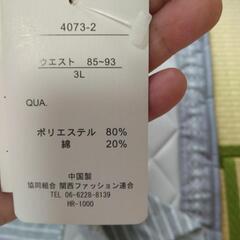 4073-2
ウエスト 85~93
3L
QUA.
ポリエステル 80%
綿 20%
中国製
協同組合 関西ファッション連合
TEL 06-6228-8139
HR-1000